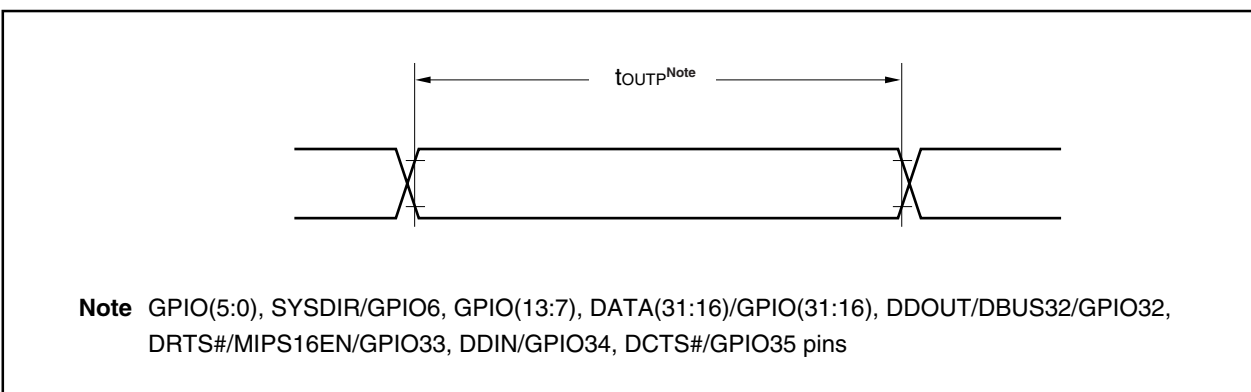 tOUTPNote
Note GPIO(5:0), SYSDIR/GPIO6, GPIO(13:7), DATA(31:16)/GPIO(31:16), DDOUT/DBUS32/GPIO32,
DRTS#/MIPS16EN/GPIO33, DDIN/GPIO34, DCTS#/GPIO35 pins